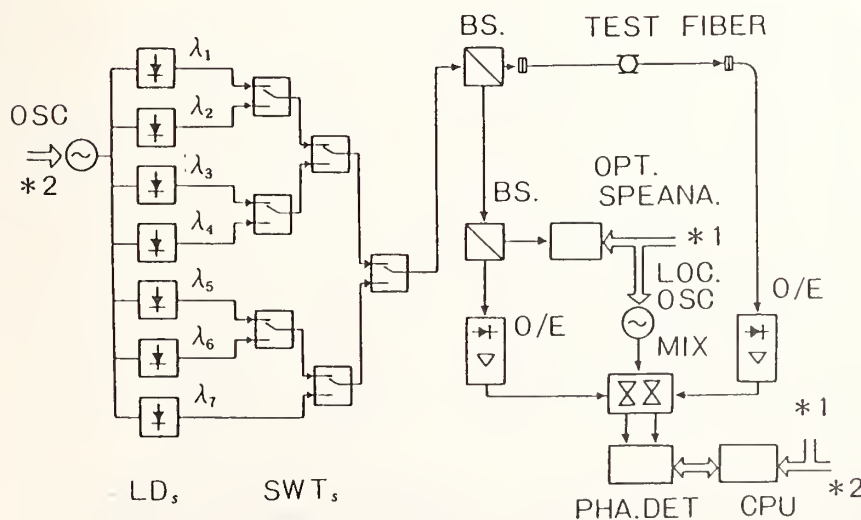 BS.
TEST FIBER
λ1
λ2
OSC
*2
λ3
λ4
λ5
λ6
λ7
BS.
OPT.
SPEANA.
*1
LOC.
OSC
O/E
O/E
MIX
*1
*2
LDs
SWTs
PHA.DET
CPU